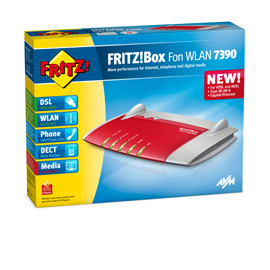 FRITZ!Box Fon WLAN 7390
More performance for Internet, telephony and digital media
FRITZ!
NEW!
• For VDSL and ADSL
• Dual WLAN N
• Gigabit Ethernet
DSL
WLAN
Phone
DECT
Media
AVM